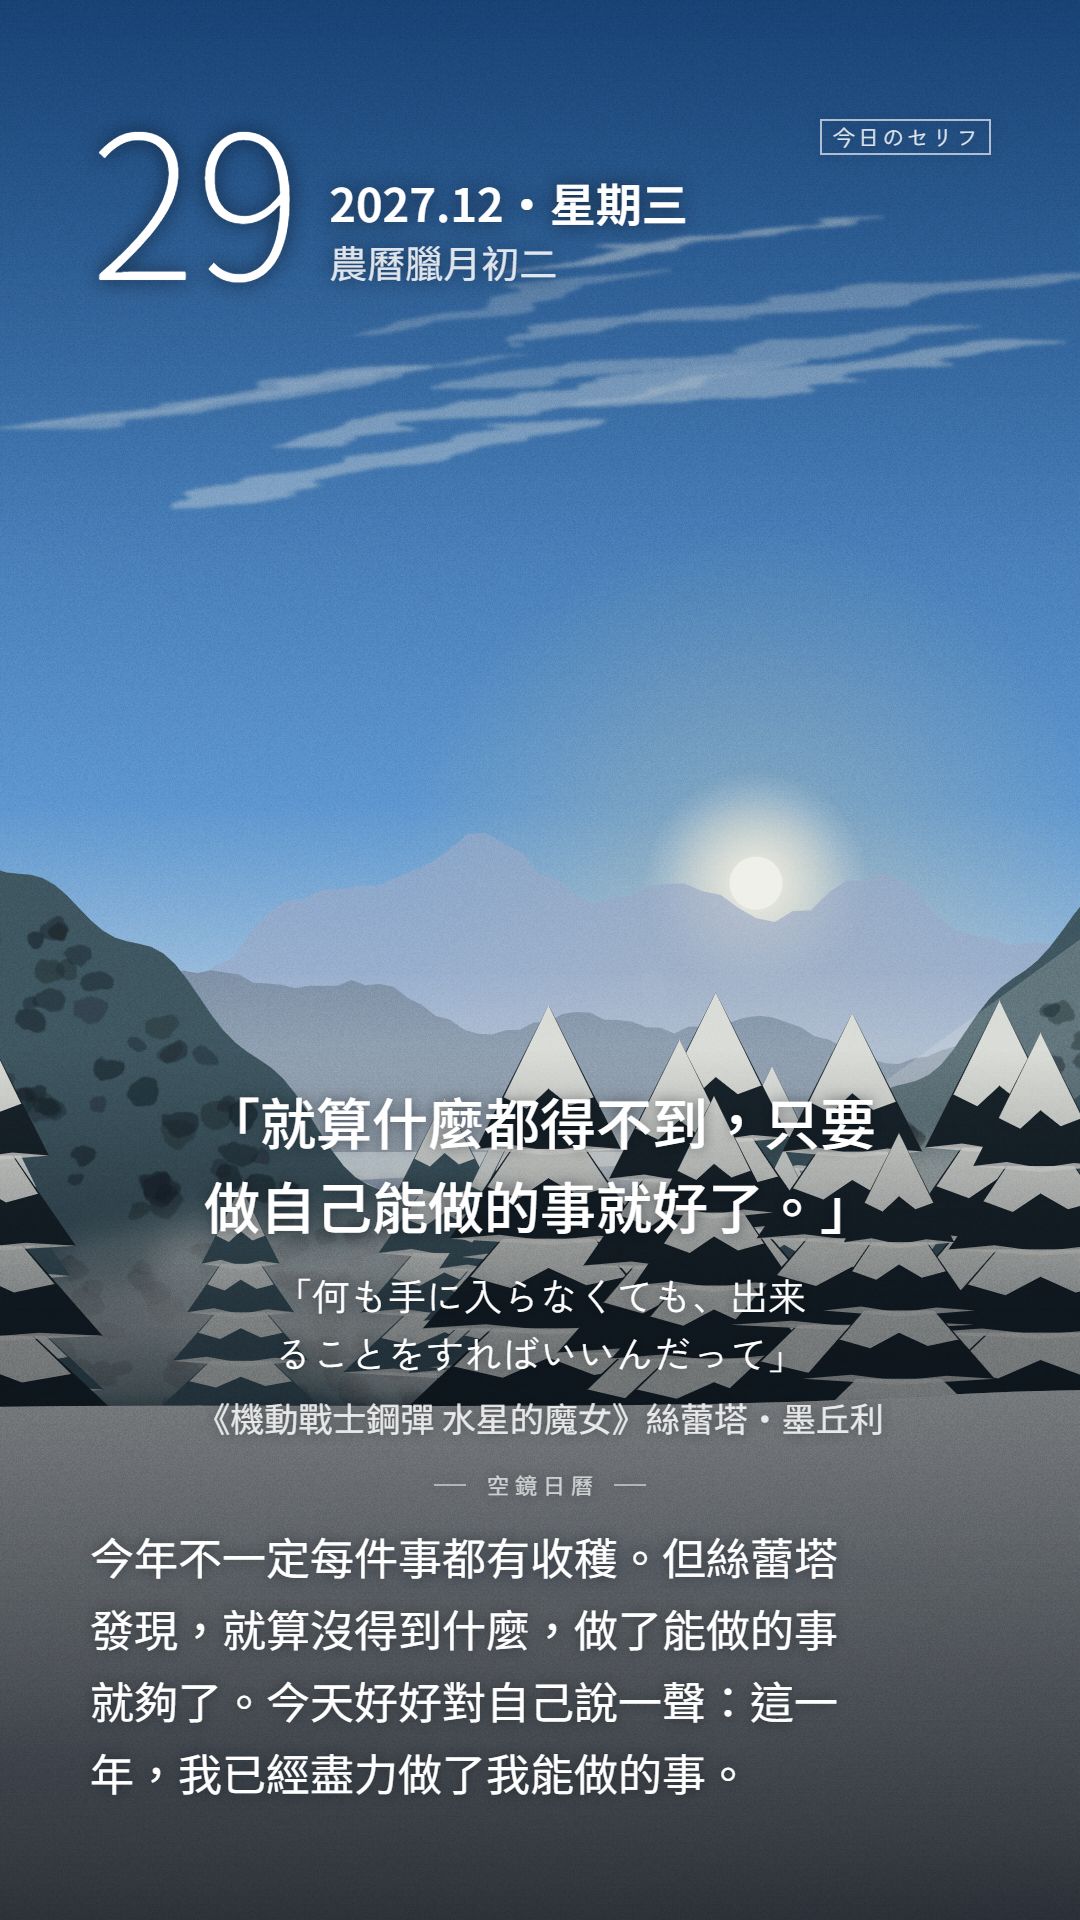 29
今日のセリフ
2027.12・星期三
農曆臘月初二
「就算什麼都得不到，只要
做自己能做的事就好了。」
「何も手に入らなくても、出来
ることをすればいいんだって」
《機動戰士鋼彈 水星的魔女》絲蕾塔・墨丘利
空鏡日曆
今年不一定每件事都有收穫。但絲蕾塔
發現，就算沒得到什麼，做了能做的事
就夠了。今天好好對自己說一聲：這一
年，我已經盡力做了我能做的事。